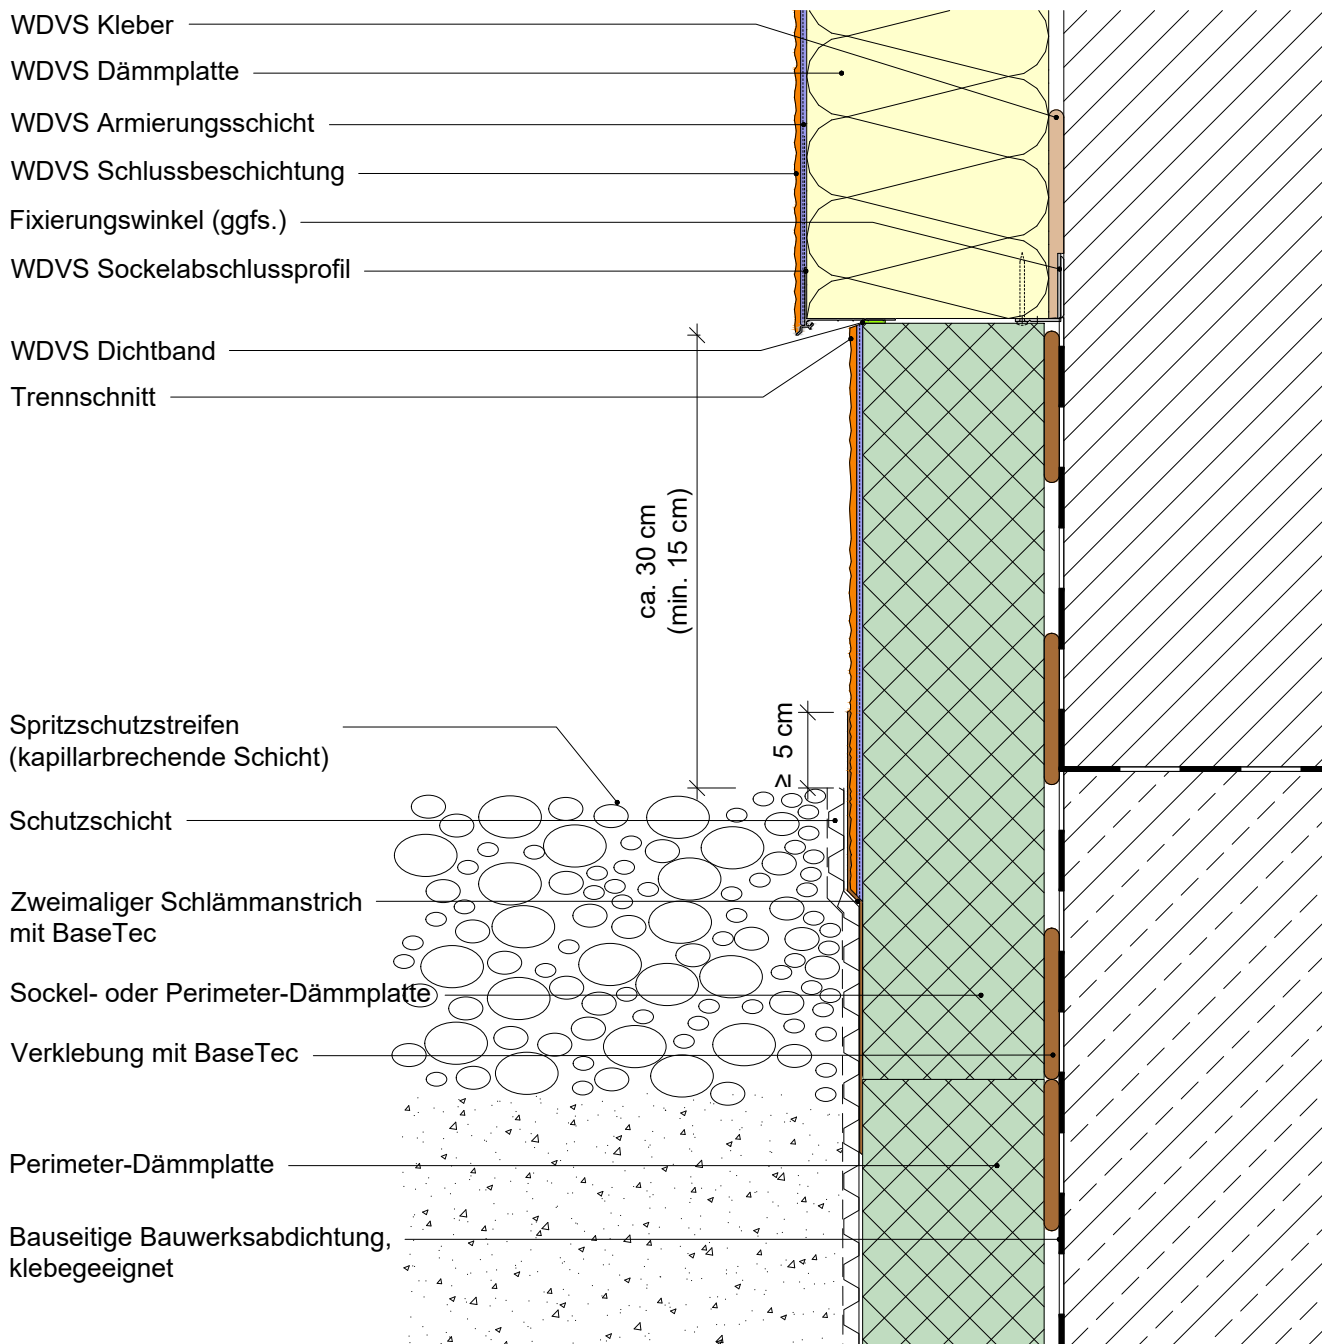 WDVS Kleber
WDVS Dämmplatte
WDVS Armierungsschicht
WDVS Schlussbeschichtung
Fixierungswinkel (ggfs.)
WDVS Sockelabschlussprofil
WDVS Dichtband
Trennschnitt
ca. 30 cm
(min. 15 cm)
≥ 5 cm
Spritzschutzstreifen
(kapillarbrechende Schicht)
Schutzschicht
Zweimaliger Schlämmanstrich
mit BaseTec
Sockel- oder Perimeter-Dämmplatte
Verklebung mit BaseTec
Perimeter-Dämmplatte
Bauseitige Bauwerksabdichtung,
klebegeeignet